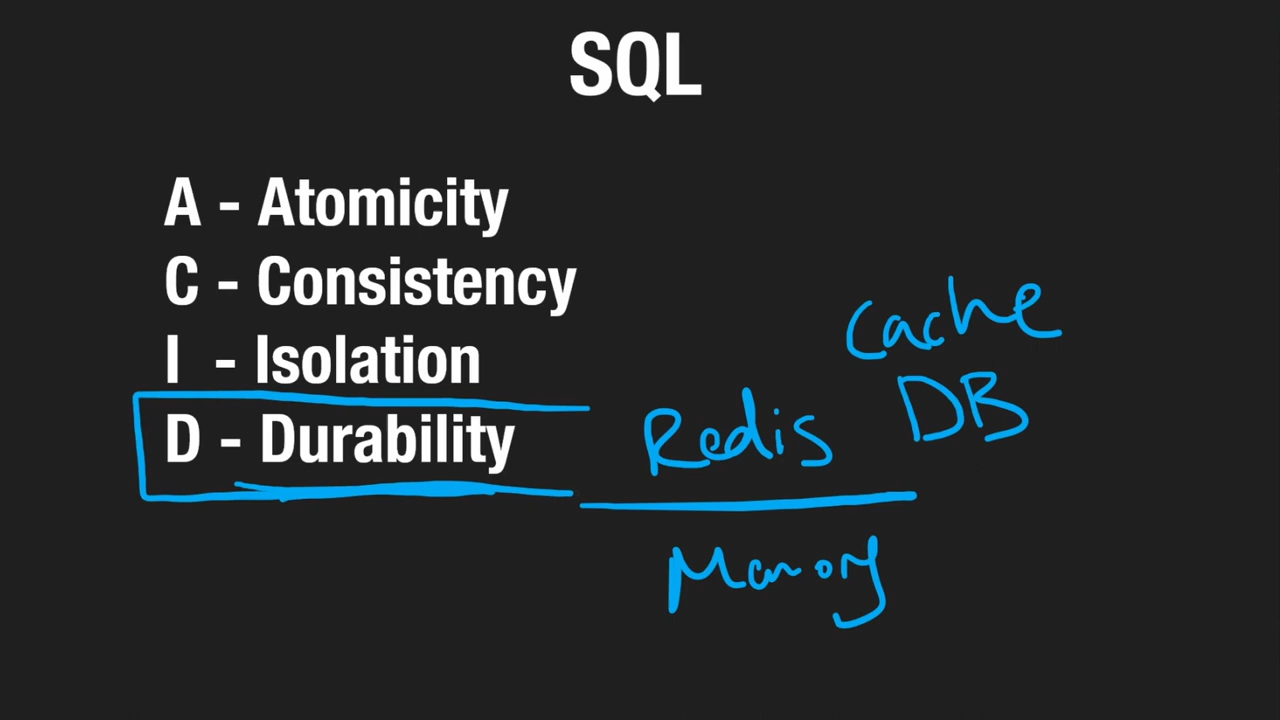 SQL
A - Atomicity
C - Consistency
I - Isolation
D - Durability
Cache
DB
Redis
Memory